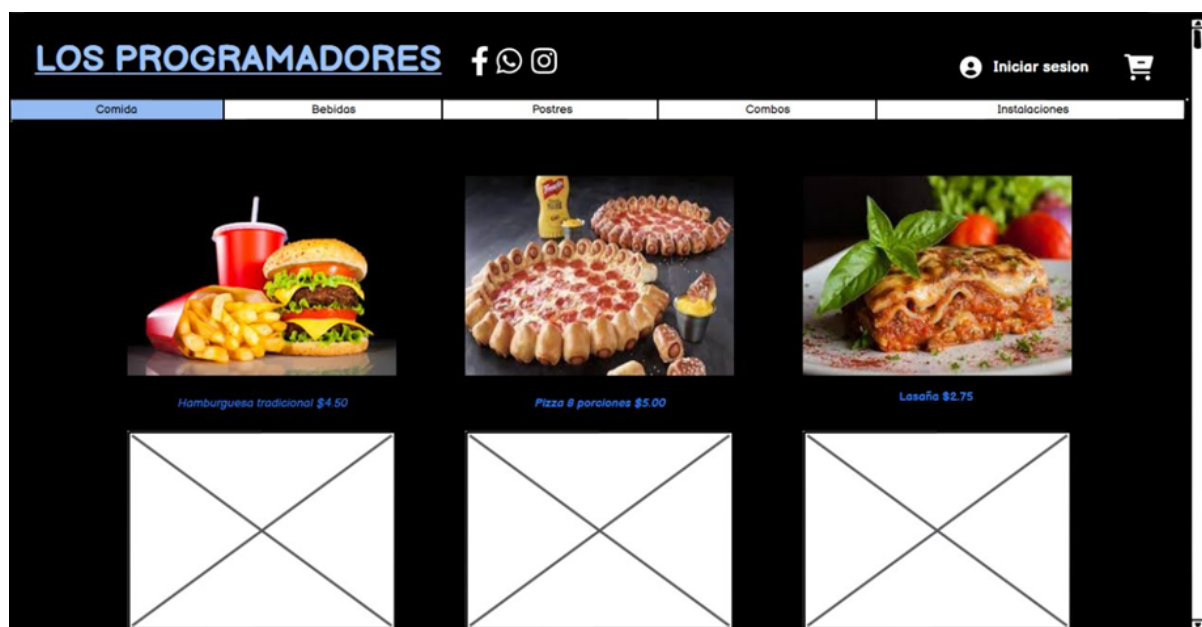 LOS PROGRAMADORES
Iniciar sesion
Comida Bebidas Postres Combos Instalaciones
Hamburguesa tradicional $4.50
Pizza 8 porciones $5.00
Lasaña $2.75